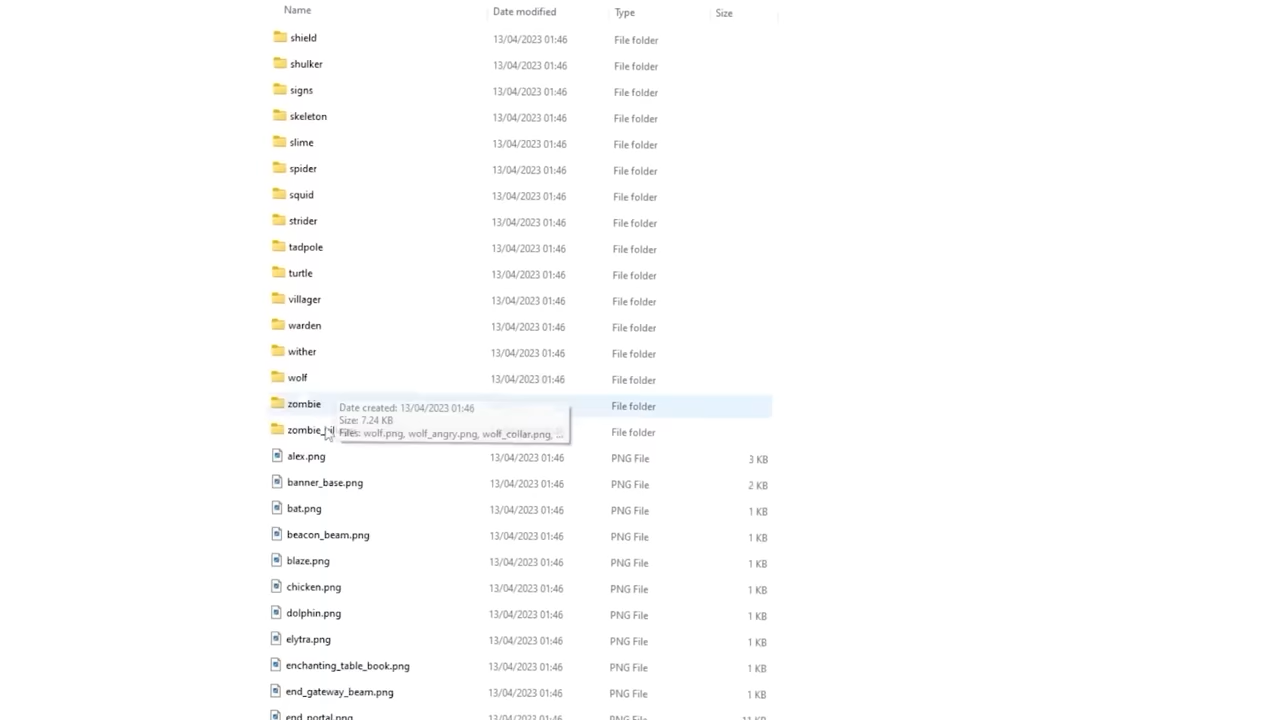 Name Date modified Type Size
shield 13/04/2023 01:46 File folder
shulker 13/04/2023 01:46 File folder
signs 13/04/2023 01:46 File folder
skeleton 13/04/2023 01:46 File folder
slime 13/04/2023 01:46 File folder
spider 13/04/2023 01:46 File folder
squid 13/04/2023 01:46 File folder
strider 13/04/2023 01:46 File folder
tadpole 13/04/2023 01:46 File folder
turtle 13/04/2023 01:46 File folder
villager 13/04/2023 01:46 File folder
warden 13/04/2023 01:46 File folder
wither 13/04/2023 01:46 File folder
wolf 13/04/2023 01:46 File folder
zombie File folder
Date created: 13/04/2023 01:46
Size: 7.24 KB
Files: wolf.png, wolf_angry.png, wolf_collar.png, ...
File folder
alex.png 13/04/2023 01:46 PNG File 3 KB
banner_base.png 13/04/2023 01:46 PNG File 2 KB
bat.png 13/04/2023 01:46 PNG File 1 KB
beacon_beam.png 13/04/2023 01:46 PNG File 1 KB
blaze.png 13/04/2023 01:46 PNG File 1 KB
chicken.png 13/04/2023 01:46 PNG File 1 KB
dolphin.png 13/04/2023 01:46 PNG File 1 KB
elytra.png 13/04/2023 01:46 PNG File 1 KB
enchanting_table_book.png 13/04/2023 01:46 PNG File 1 KB
end_gateway_beam.png 13/04/2023 01:46 PNG File 1 KB
end_portal.png 13/04/2023 01:46 PNG File 11 KB